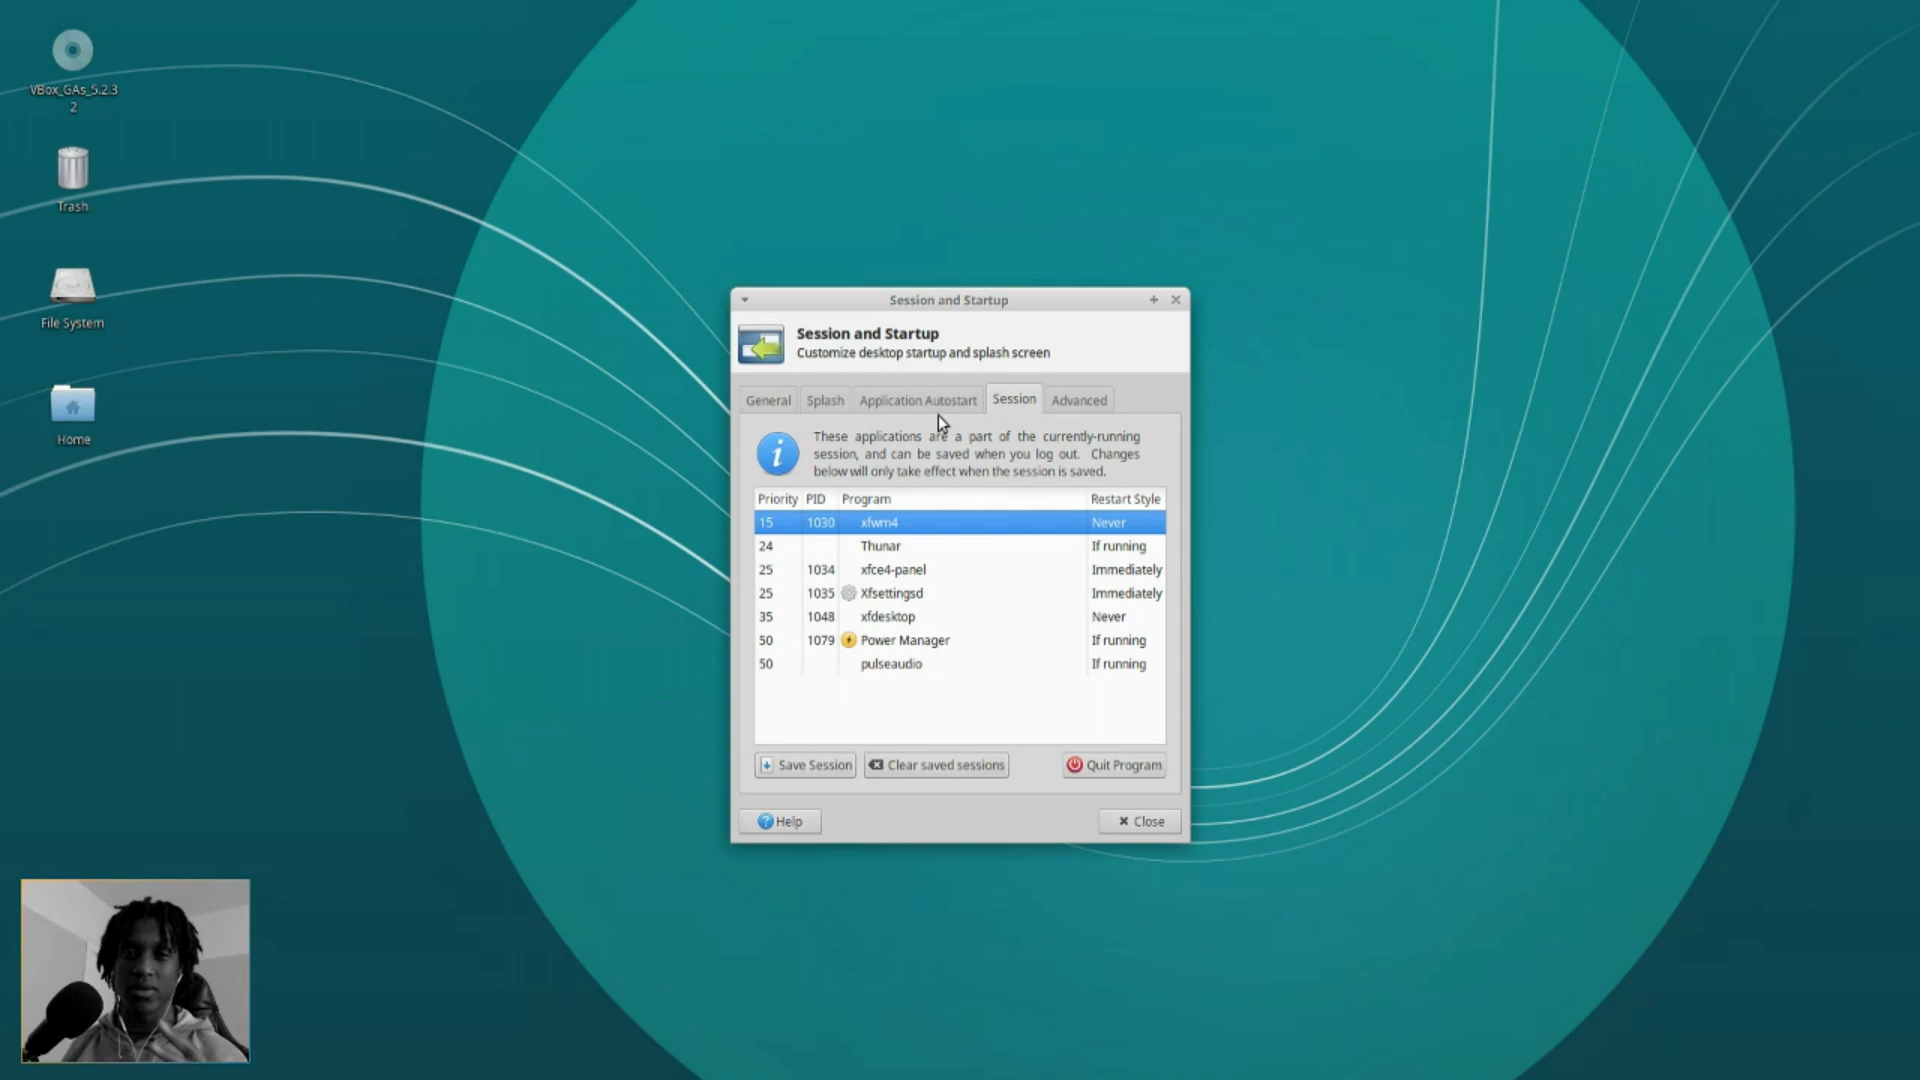 VBox_GAs_5.2.3
2
Trash
File System
Home
Session and Startup
Session and Startup
Customize desktop startup and splash screen
General Splash Application Autostart Session Advanced
These applications are a part of the currently-running
session, and can be saved when you log out. Changes
below will only take effect when the session is saved.
Priority PID Program Restart Style
15 1030 xfwm4 Never
24 Thunar If running
25 1034 xfce4-panel Immediately
25 1035 Xfsettingsd Immediately
35 1048 xfdesktop Never
50 1079 Power Manager If running
50 pulseaudio If running
Save Session Clear saved sessions Quit Program
Help Close